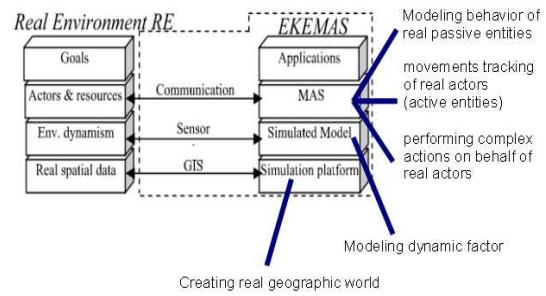 Real Environment RE
EKEMAS
Goals
Actors & resources
Env. dynamism
Real spatial data
Communication
Sensor
GIS
Applications
MAS
Simulated Model
Simulation platform
Modeling behavior of
real passive entities
movements tracking
of real actors
(active entities)
performing complex
actions on behalf of
real actors
Modeling dynamic factor
Creating real geographic world